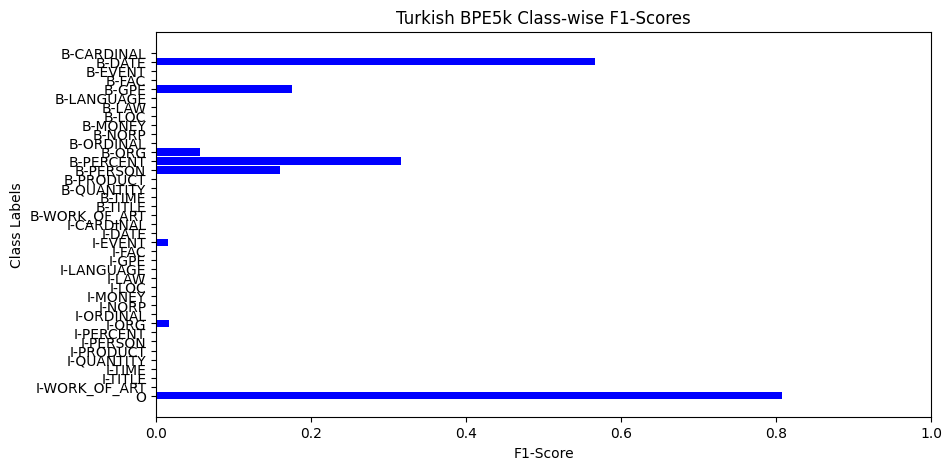 Turkish BPE5k Class-wise F1-Scores
B-CARDINAL
B-DATE
B-EVENT
B-FAC
B-GPE
B-LANGUAGE
B-LAW
B-LOC
B-MONEY
B-NORP
B-ORDINAL
B-ORG
B-PERCENT
B-PERSON
B-PRODUCT
B-QUANTITY
B-TIME
B-TITLE
B-WORK_OF_ART
I-CARDINAL
I-DATE
I-EVENT
I-FAC
I-GPE
I-LANGUAGE
I-LAW
I-LOC
I-MONEY
I-NORP
I-ORDINAL
I-ORG
I-PERCENT
I-PERSON
I-PRODUCT
I-QUANTITY
I-TIME
I-TITLE
I-WORK_OF_ART
O
Class Labels
0.0 0.2 0.4 0.6 0.8 1.0
F1-Score